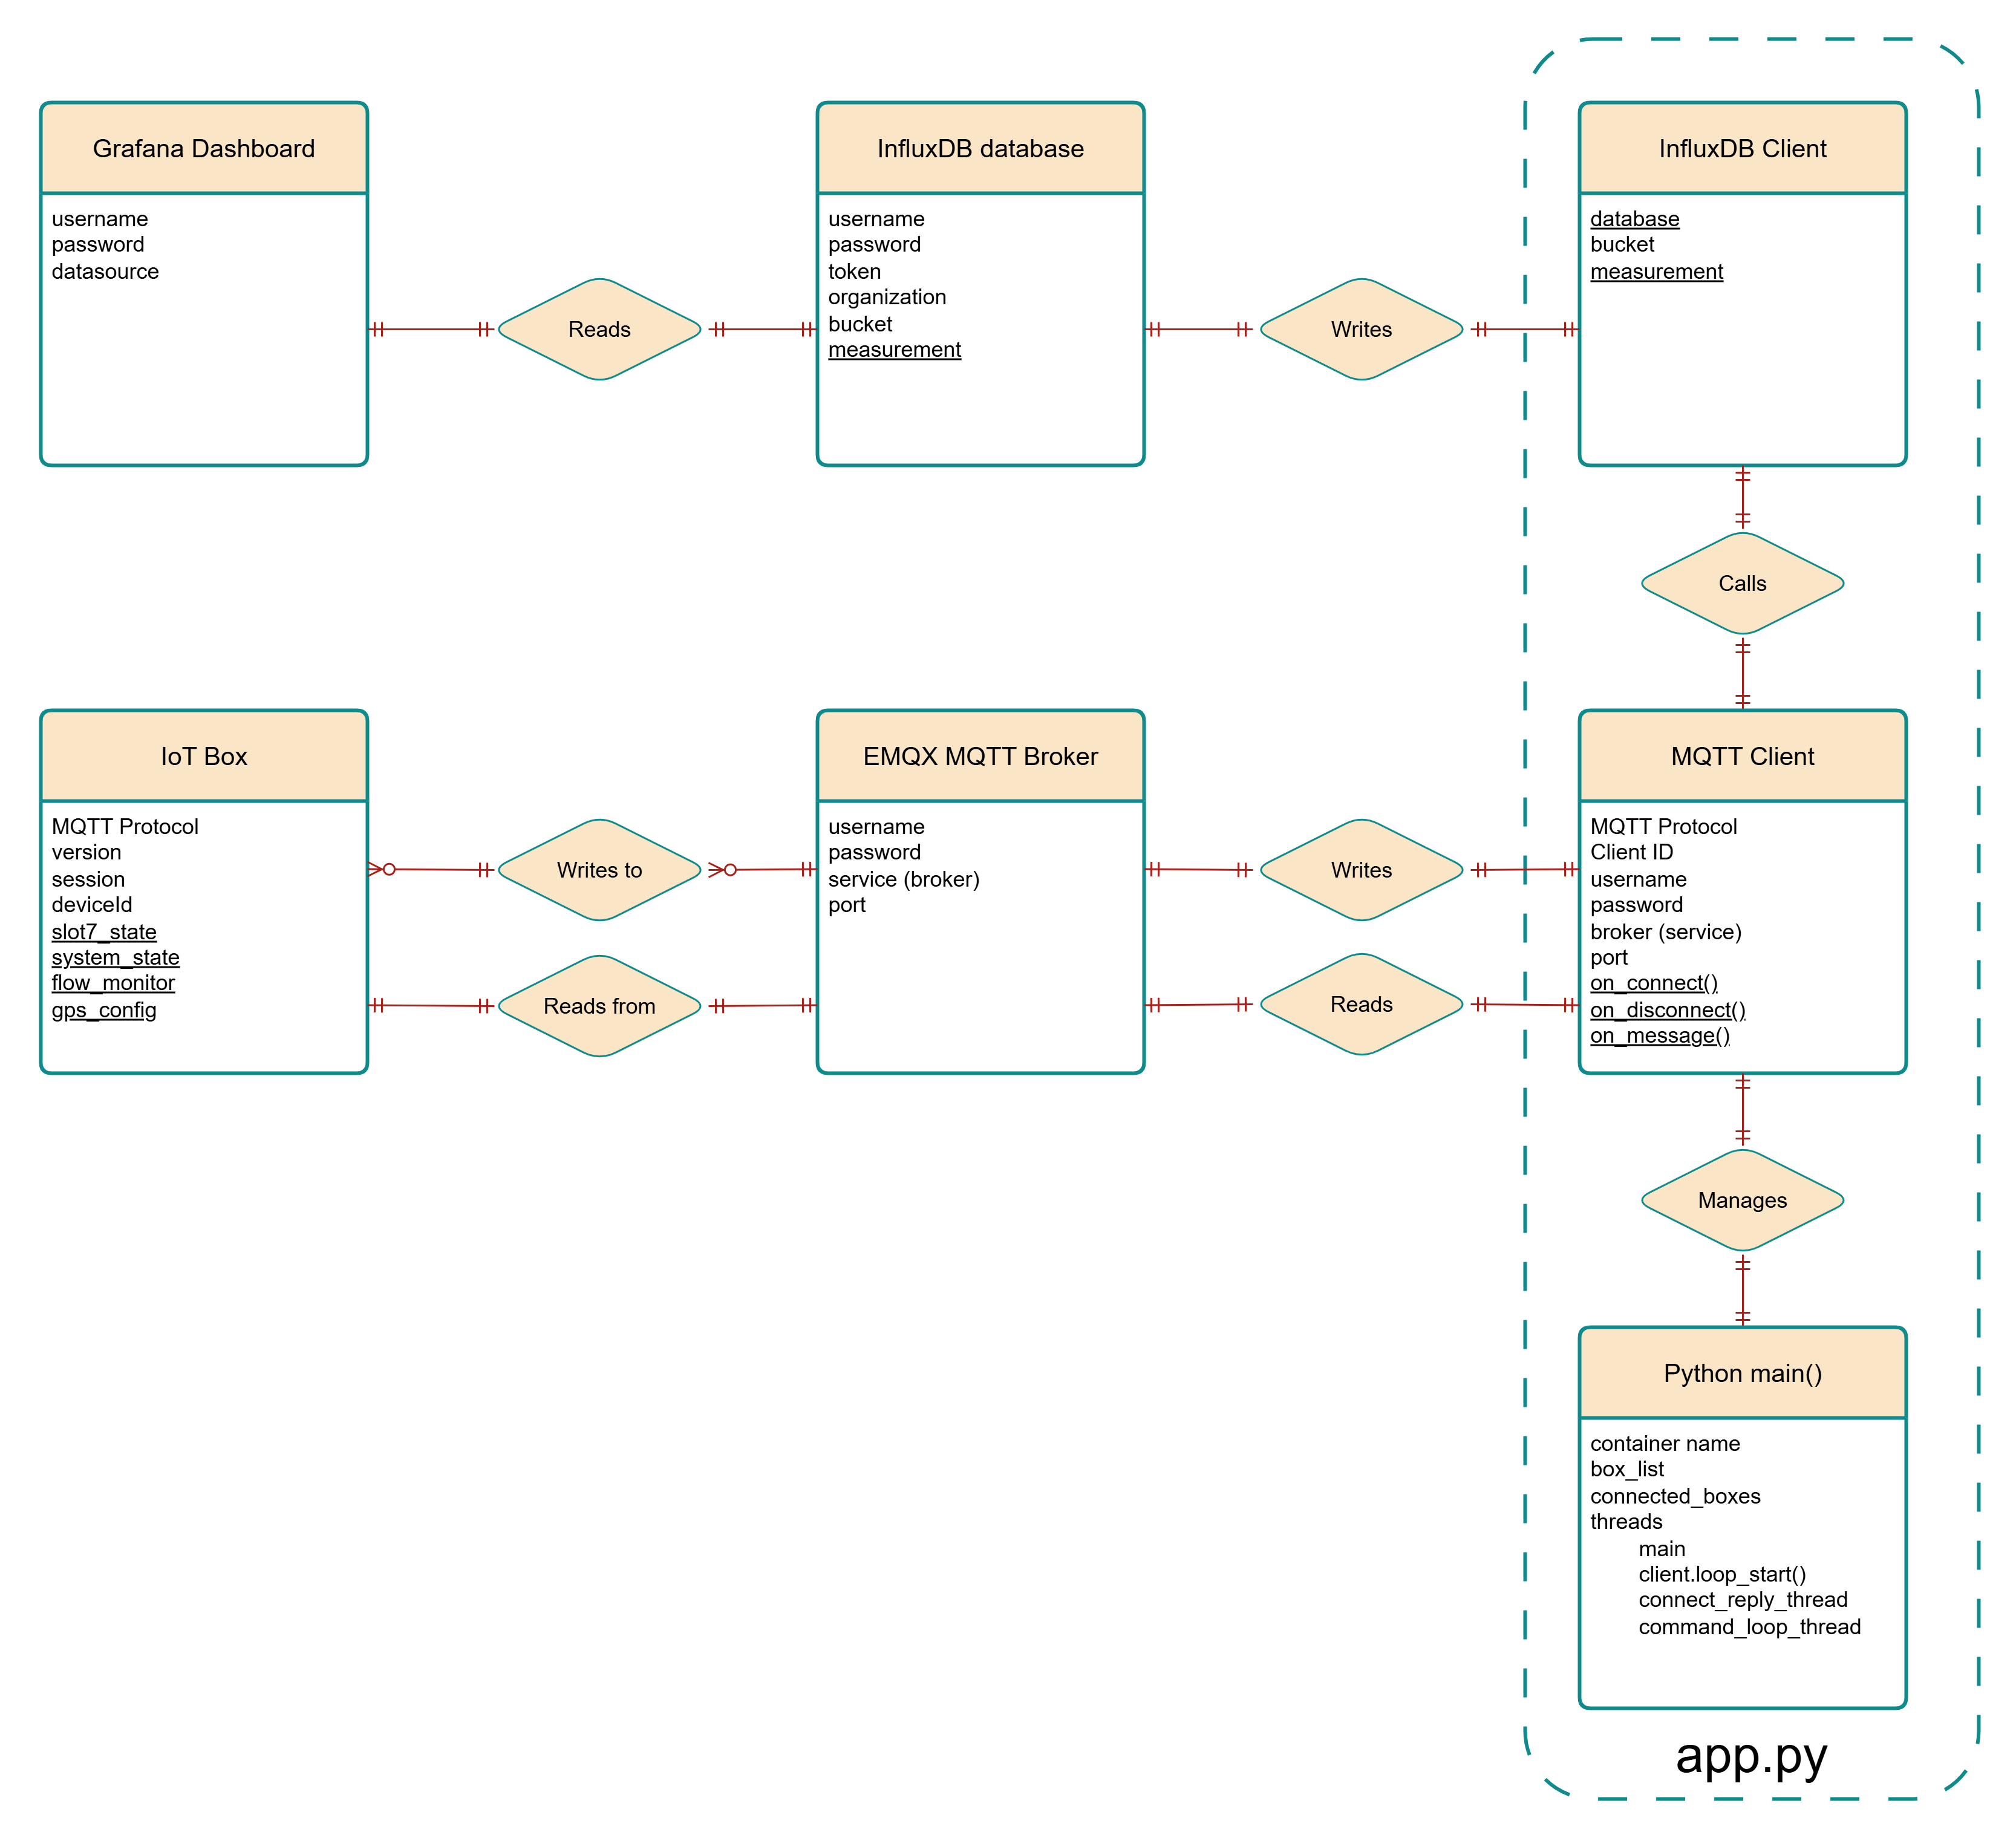 Grafana Dashboard
username
password
datasource
Reads
InfluxDB database
username
password
token
organization
bucket
measurement
Writes
InfluxDB Client
database
bucket
measurement
Calls
IoT Box
MQTT Protocol
version
session
deviceId
slot7_state
system_state
flow_monitor
gps_config
Writes to
Reads from
EMQX MQTT Broker
username
password
service (broker)
port
Writes
Reads
MQTT Client
MQTT Protocol
Client ID
username
password
broker (service)
port
on_connect()
on_disconnect()
on_message()
Manages
Python main()
container name
box_list
connected_boxes
threads
main
client.loop_start()
connect_reply_thread
command_loop_thread
app.py